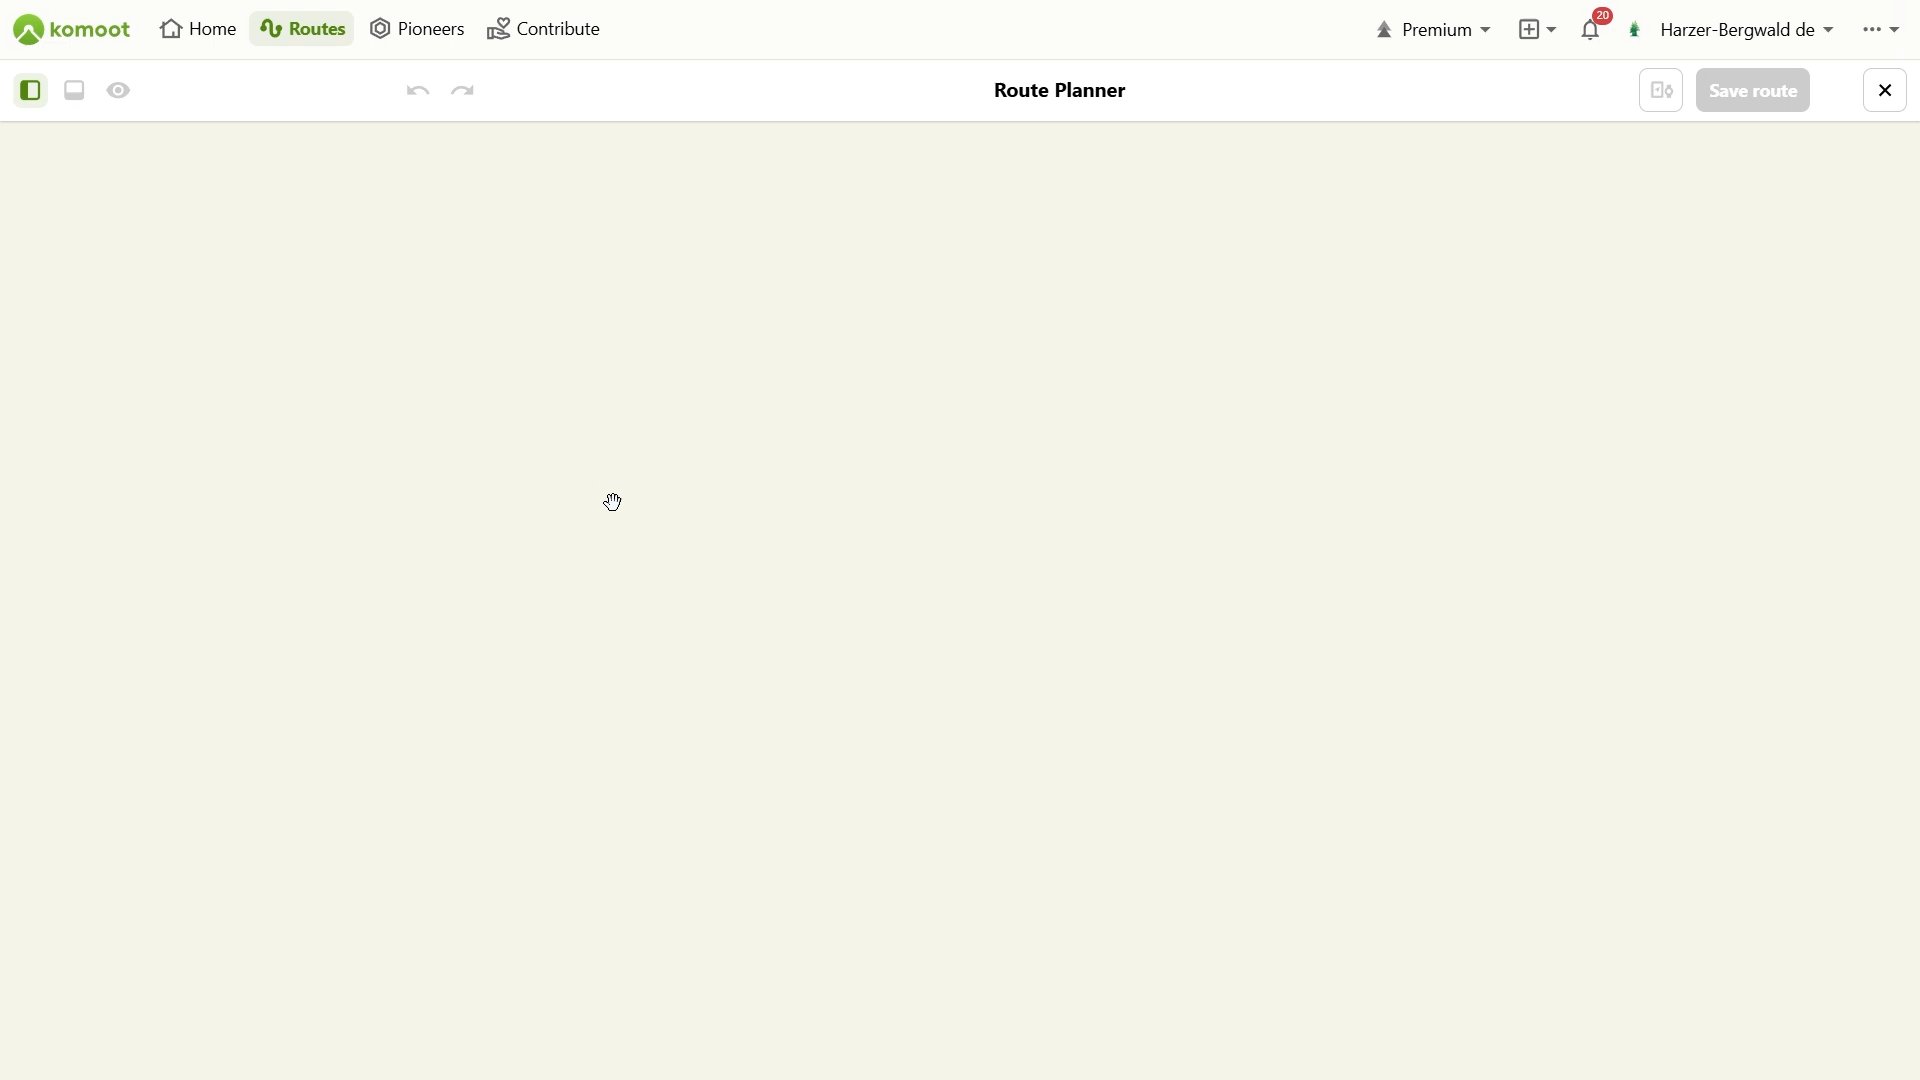 komoot Home Routes Pioneers Contribute Premium 20 Harzer-Bergwald de
Route Planner Save route